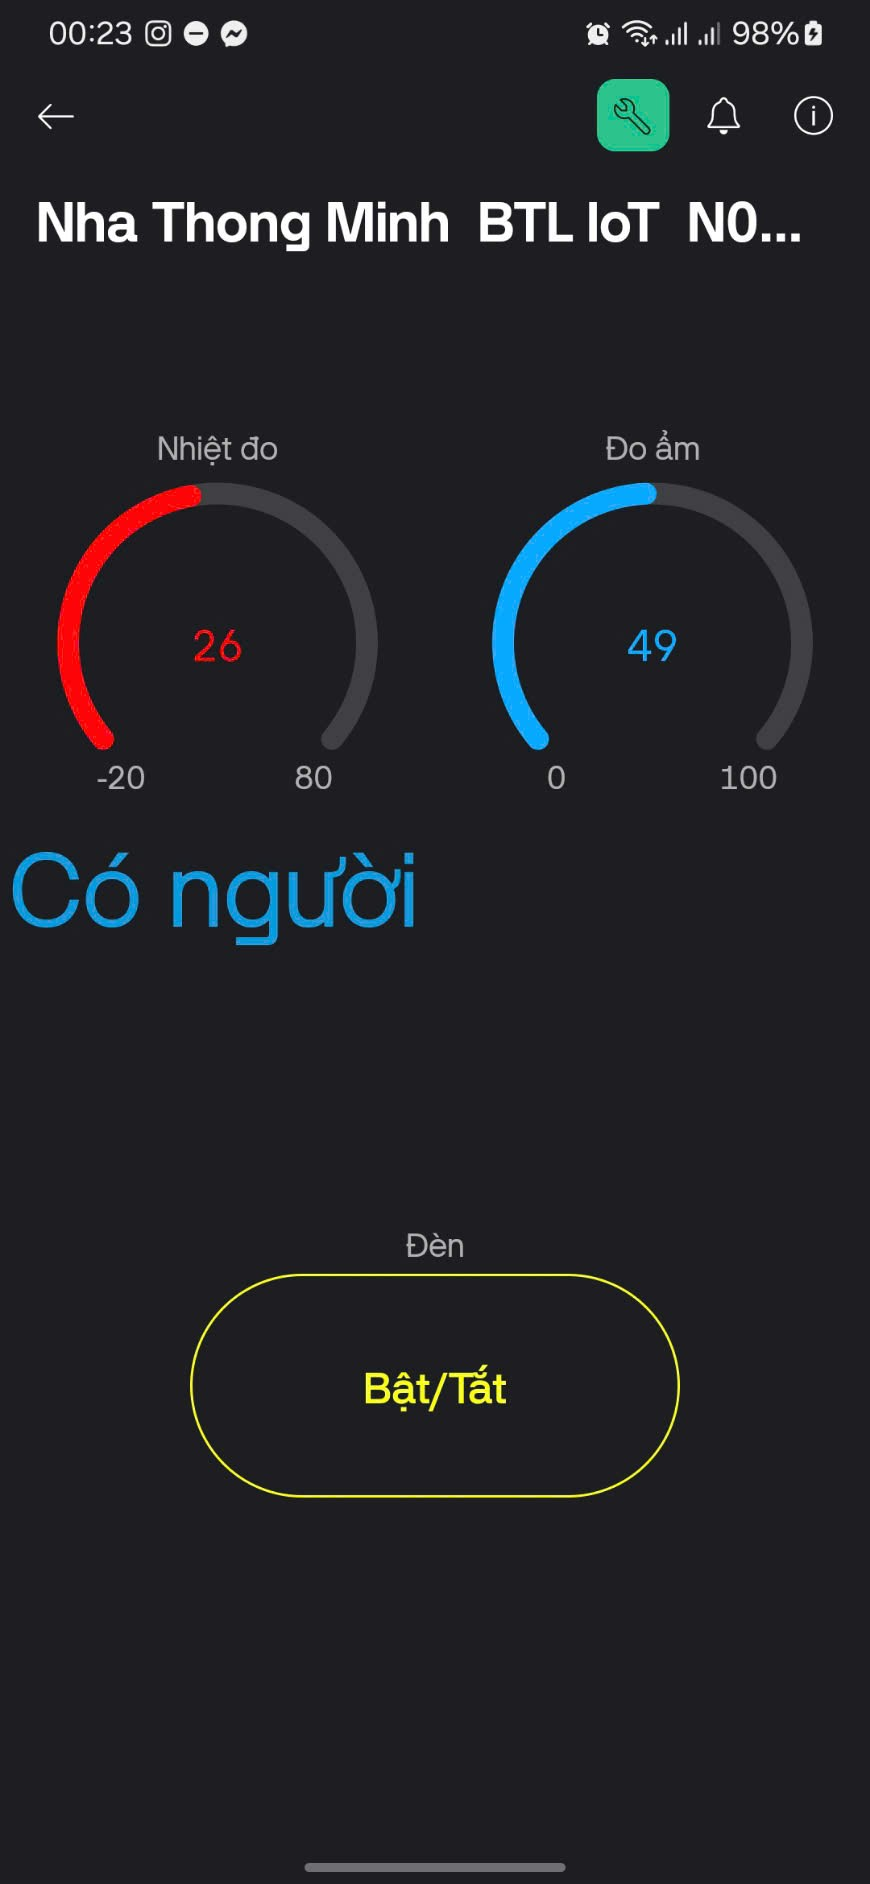 00:23 98%
Nha Thong Minh  BTL IoT  N0...
Nhiệt đo Đo ẩm
26 49
-20 80 0 100
Có người
Đèn
Bật/Tắt